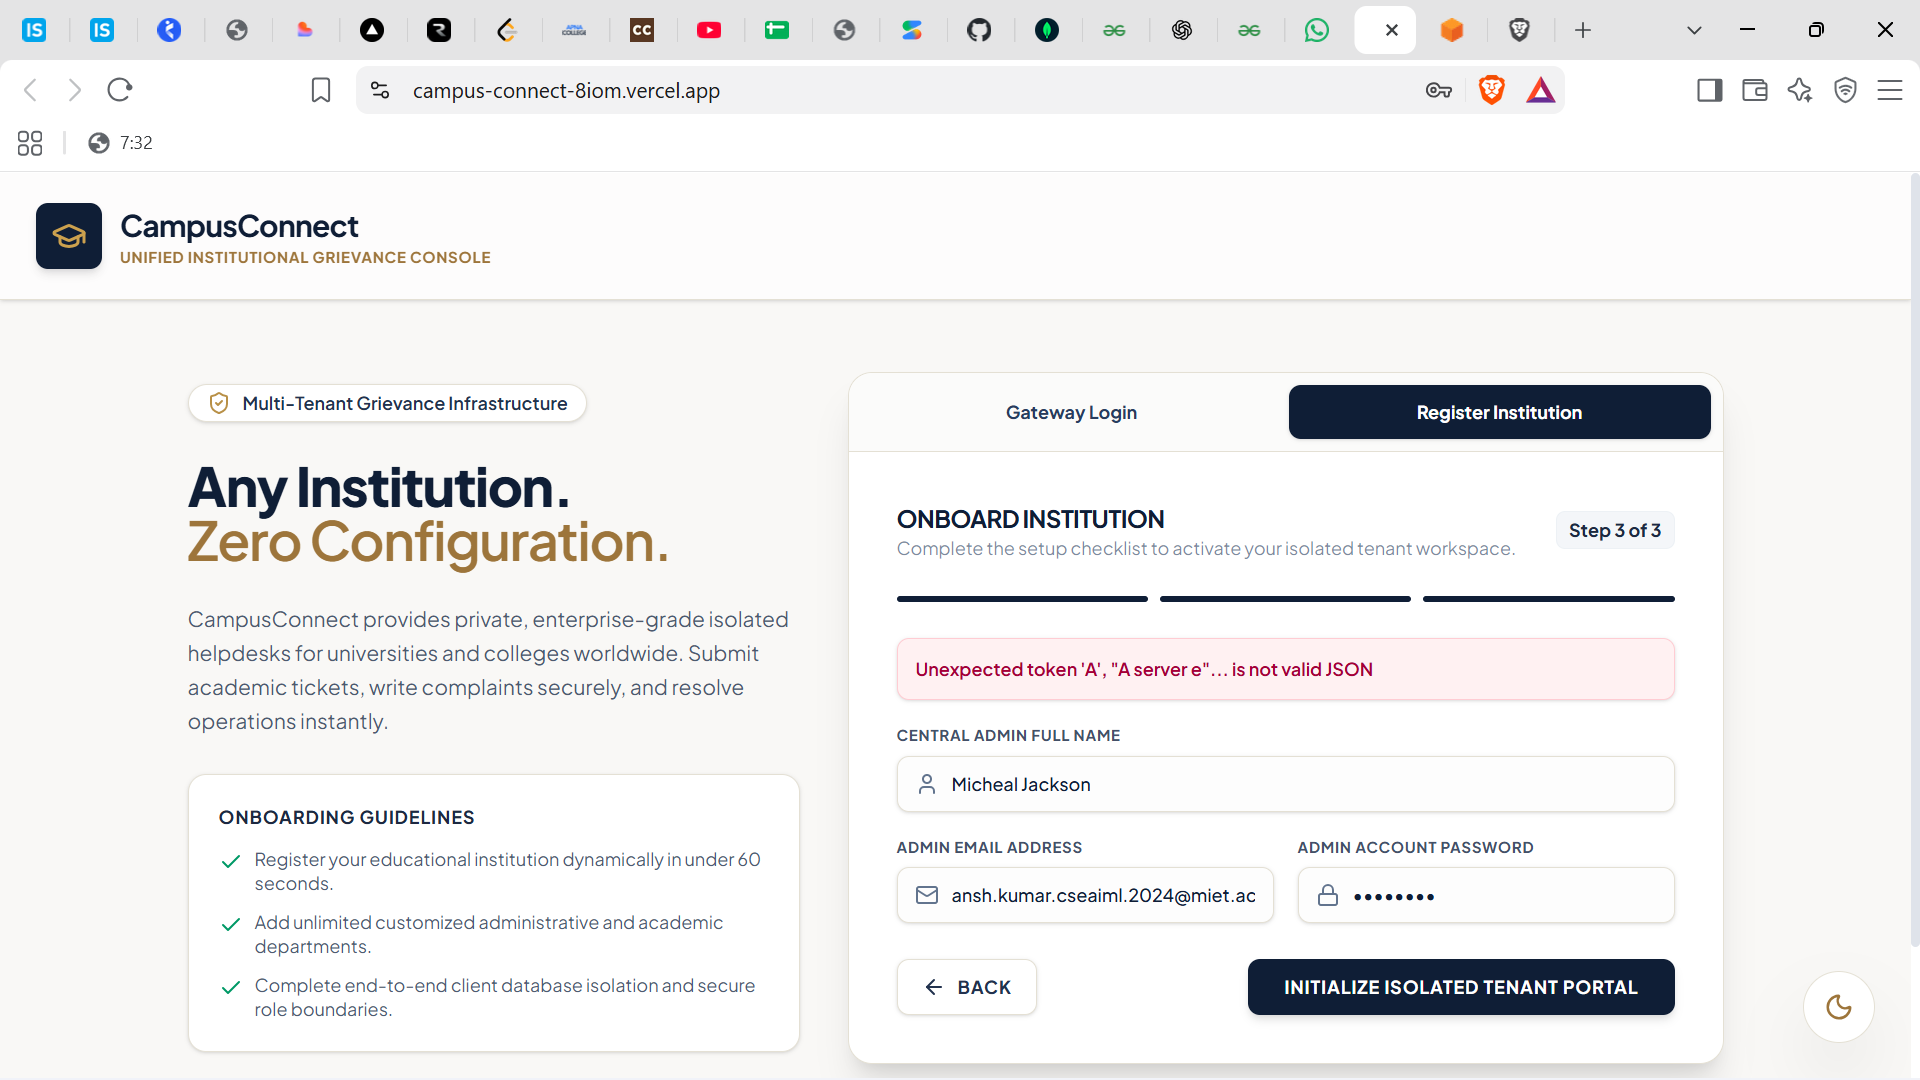 campus-connect-8iom.vercel.app
7:32
CampusConnect
UNIFIED INSTITUTIONAL GRIEVANCE CONSOLE
Multi-Tenant Grievance Infrastructure
Any Institution.
Zero Configuration.
CampusConnect provides private, enterprise-grade isolated
helpdesks for universities and colleges worldwide. Submit
academic tickets, write complaints securely, and resolve
operations instantly.
ONBOARDING GUIDELINES
Register your educational institution dynamically in under 60
seconds.
Add unlimited customized administrative and academic
departments.
Complete end-to-end client database isolation and secure
role boundaries.
Gateway Login
Register Institution
ONBOARD INSTITUTION
Complete the setup checklist to activate your isolated tenant workspace.
Step 3 of 3
Unexpected token 'A', "A server e"... is not valid JSON
CENTRAL ADMIN FULL NAME
Micheal Jackson
ADMIN EMAIL ADDRESS
ansh.kumar.cseaiml.2024@miet.ac
ADMIN ACCOUNT PASSWORD
••••••••
BACK
INITIALIZE ISOLATED TENANT PORTAL